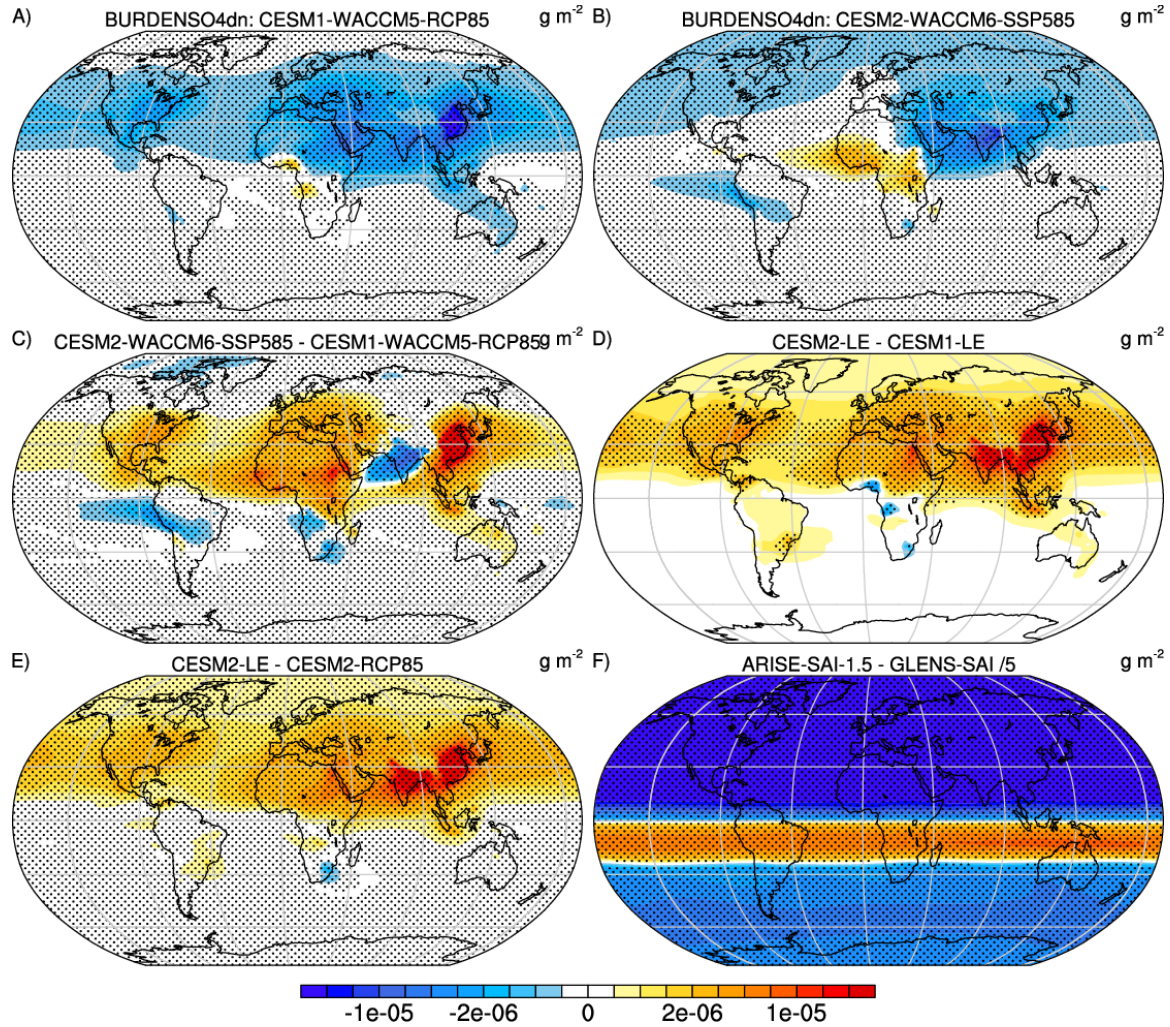 A) BURDENSO4dn: CESM1-WACCM5-RCP85 g m-2
B) BURDENSO4dn: CESM2-WACCM6-SSP585 g m-2
C) CESM2-WACCM6-SSP585 - CESM1-WACCM5-RCP85 g m-2
D) CESM2-LE - CESM1-LE g m-2
E) CESM2-LE - CESM2-RCP85 g m-2
F) ARISE-SAI-1.5 - GLENS-SAI /5 g m-2
-1e-05 -2e-06 0 2e-06 1e-05